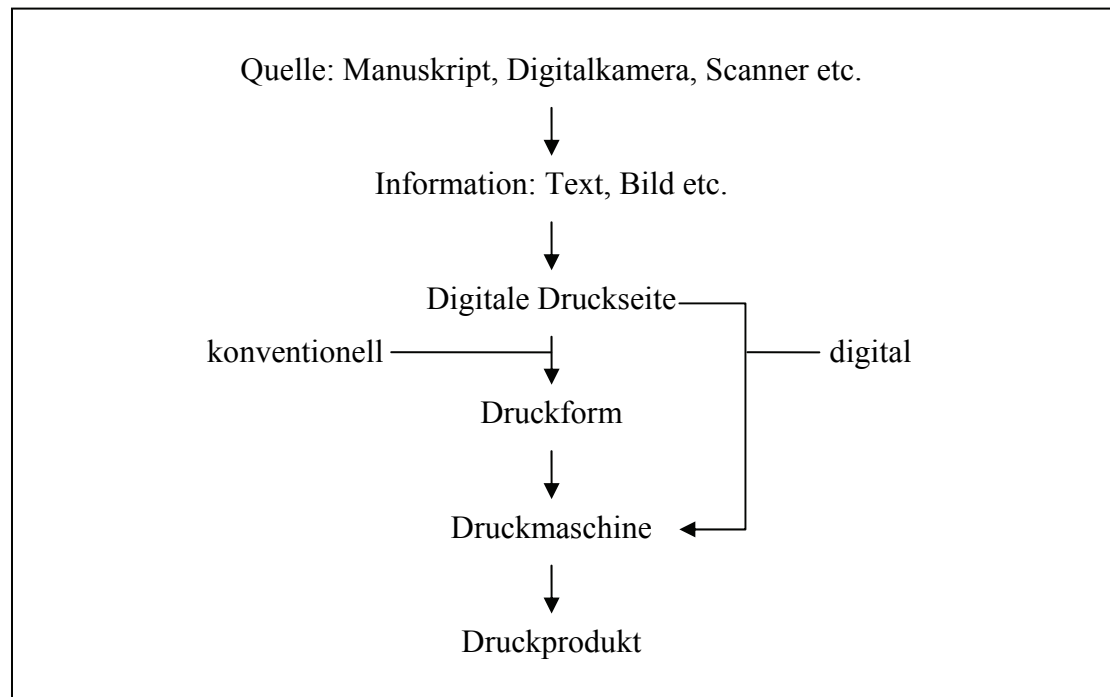 Quelle: Manuskript, Digitalkamera, Scanner etc.
Information: Text, Bild etc.
Digitale Druckseite
konventionell
digital
Druckform
Druckmaschine
Druckprodukt